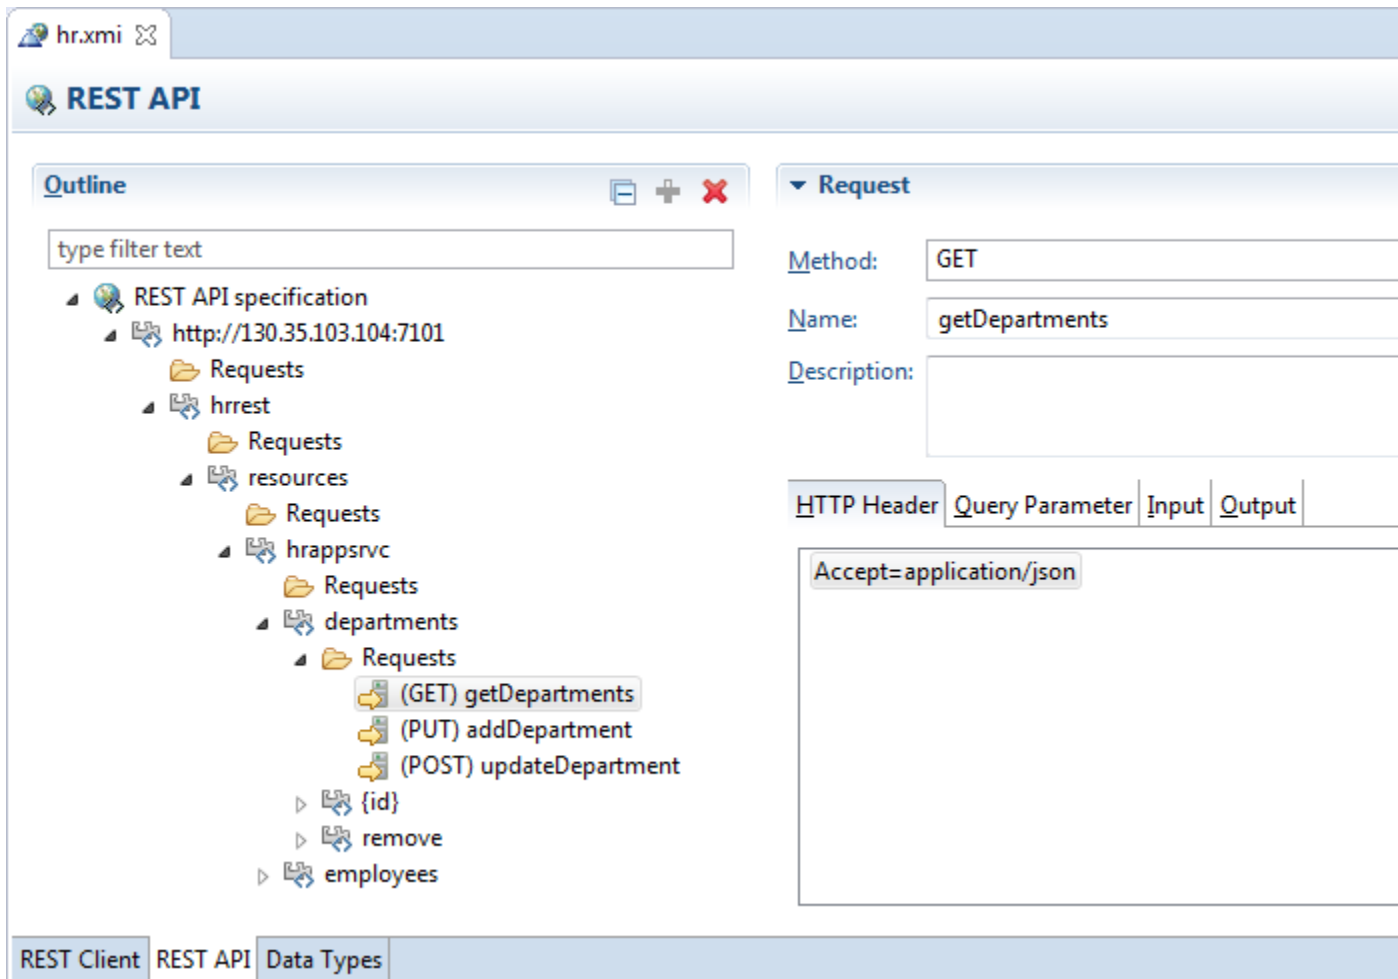 hr.xmi
REST API
Outline
type filter text
REST API specification
http://130.35.103.104:7101
Requests
hrrest
Requests
resources
Requests
hrappsrvc
Requests
departments
Requests
(GET) getDepartments
(PUT) addDepartment
(POST) updateDepartment
{id}
remove
employees
Request
Method: GET
Name: getDepartments
Description:
HTTP Header Query Parameter Input Output
Accept=application/json
REST Client REST API Data Types